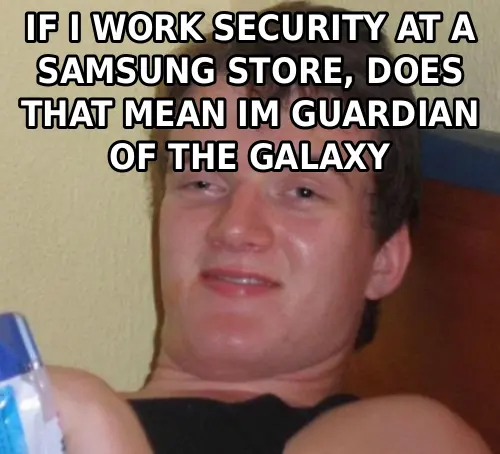 IF I WORK SECURITY AT A
SAMSUNG STORE, DOES
THAT MEAN IM GUARDIAN
OF THE GALAXY